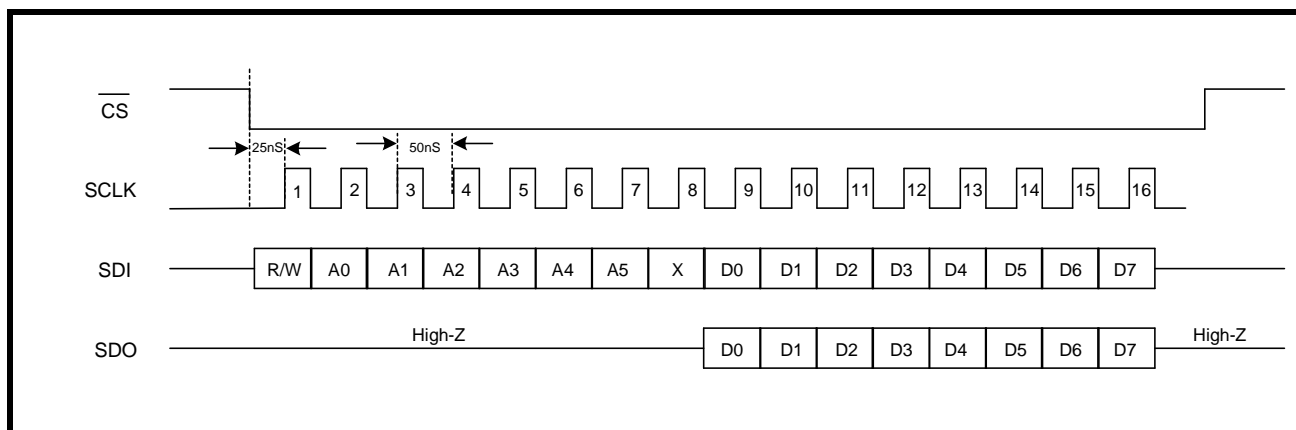 CS
25nS 50nS
SCLK 1 2 3 4 5 6 7 8 9 10 11 12 13 14 15 16
SDI R/W A0 A1 A2 A3 A4 A5 X D0 D1 D2 D3 D4 D5 D6 D7
SDO High-Z D0 D1 D2 D3 D4 D5 D6 D7 High-Z